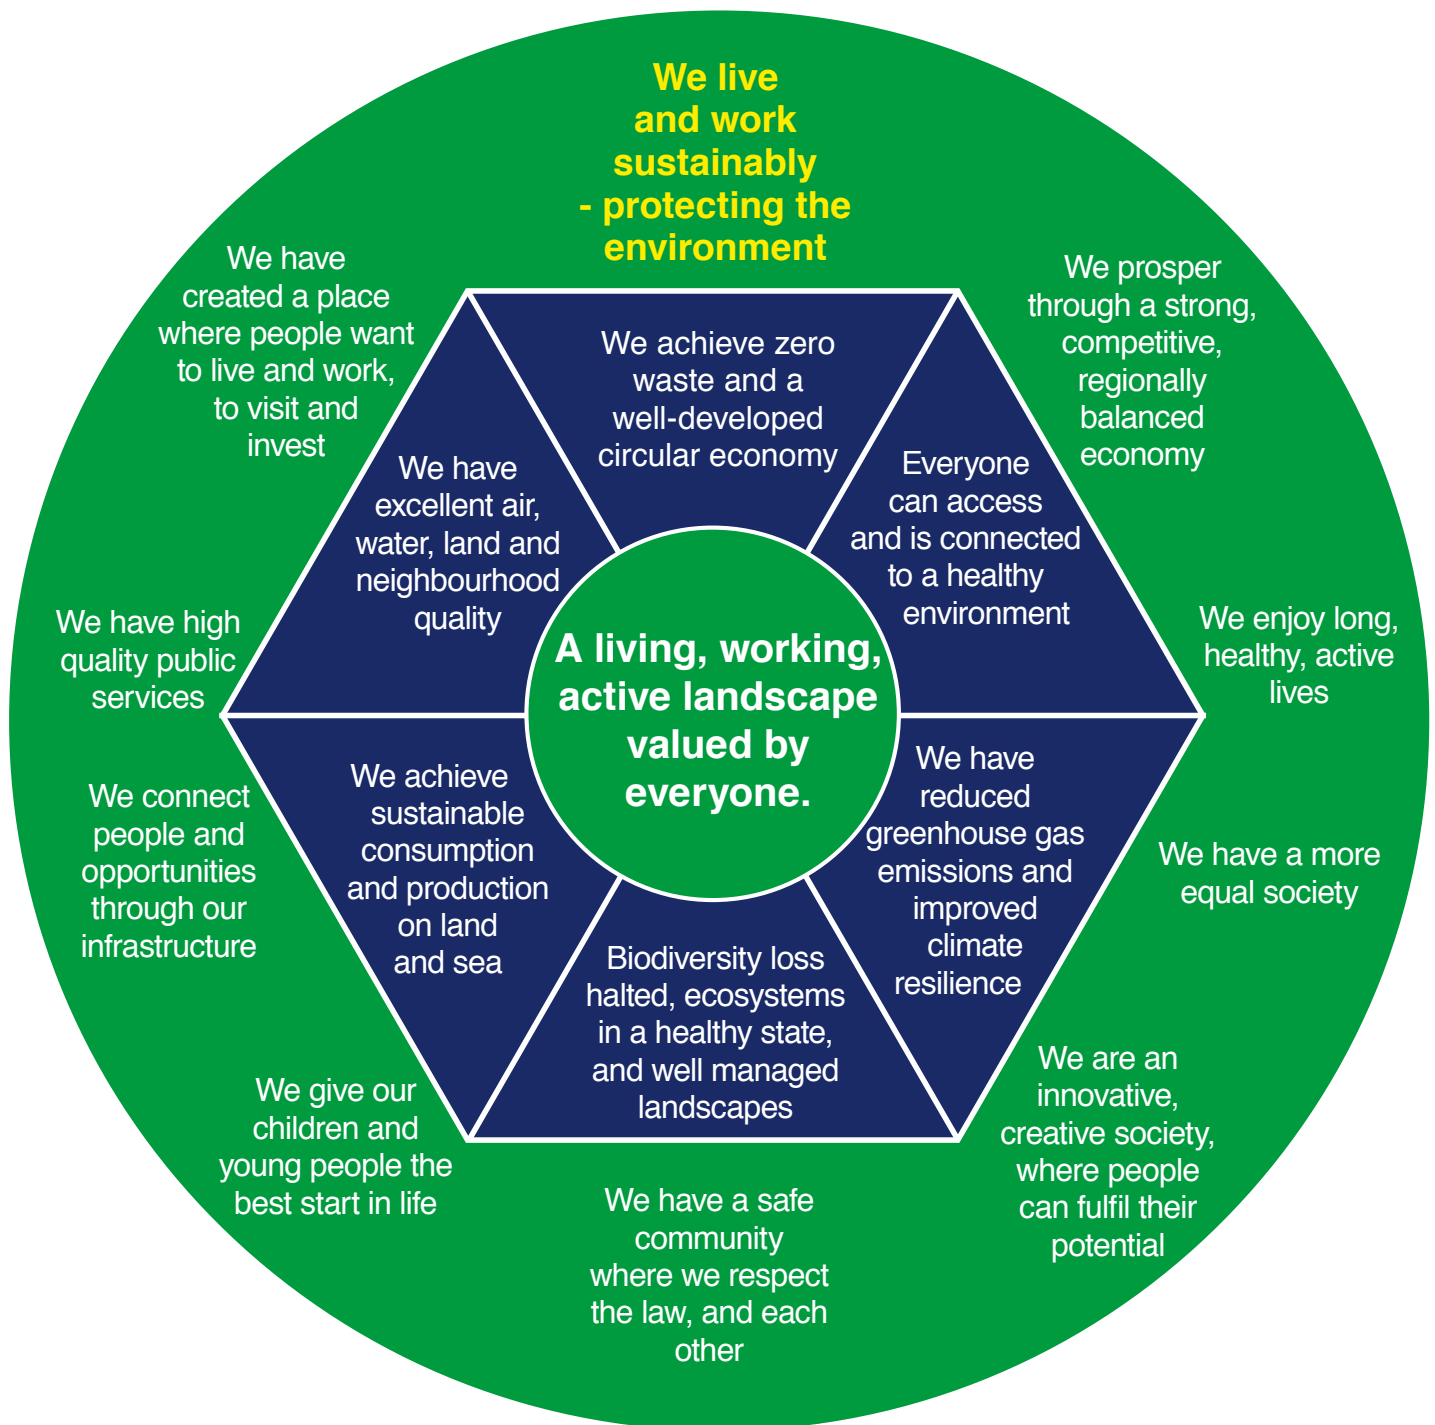 We live
and work
sustainably
- protecting the
environment
We prosper
through a strong,
competitive,
regionally
balanced
economy
We enjoy long,
healthy, active
lives
We have a more
equal society
We are an
innovative,
creative society,
where people
can fulfil their
potential
We have a safe
community
where we respect
the law, and each
other
We give our
children and
young people the
best start in life
We connect
people and
opportunities
through our
infrastructure
We have high
quality public
services
We have
created a place
where people want
to live and work,
to visit and
invest
We achieve zero
waste and a
well-developed
circular economy
Everyone
can access
and is connected
to a healthy
environment
We have
reduced
greenhouse gas
emissions and
improved
climate
resilience
Biodiversity loss
halted, ecosystems
in a healthy state,
and well managed
landscapes
We achieve
sustainable
consumption
and production
on land
and sea
We have
excellent air,
water, land and
neighbourhood
quality
A living, working,
active landscape
valued by
everyone.